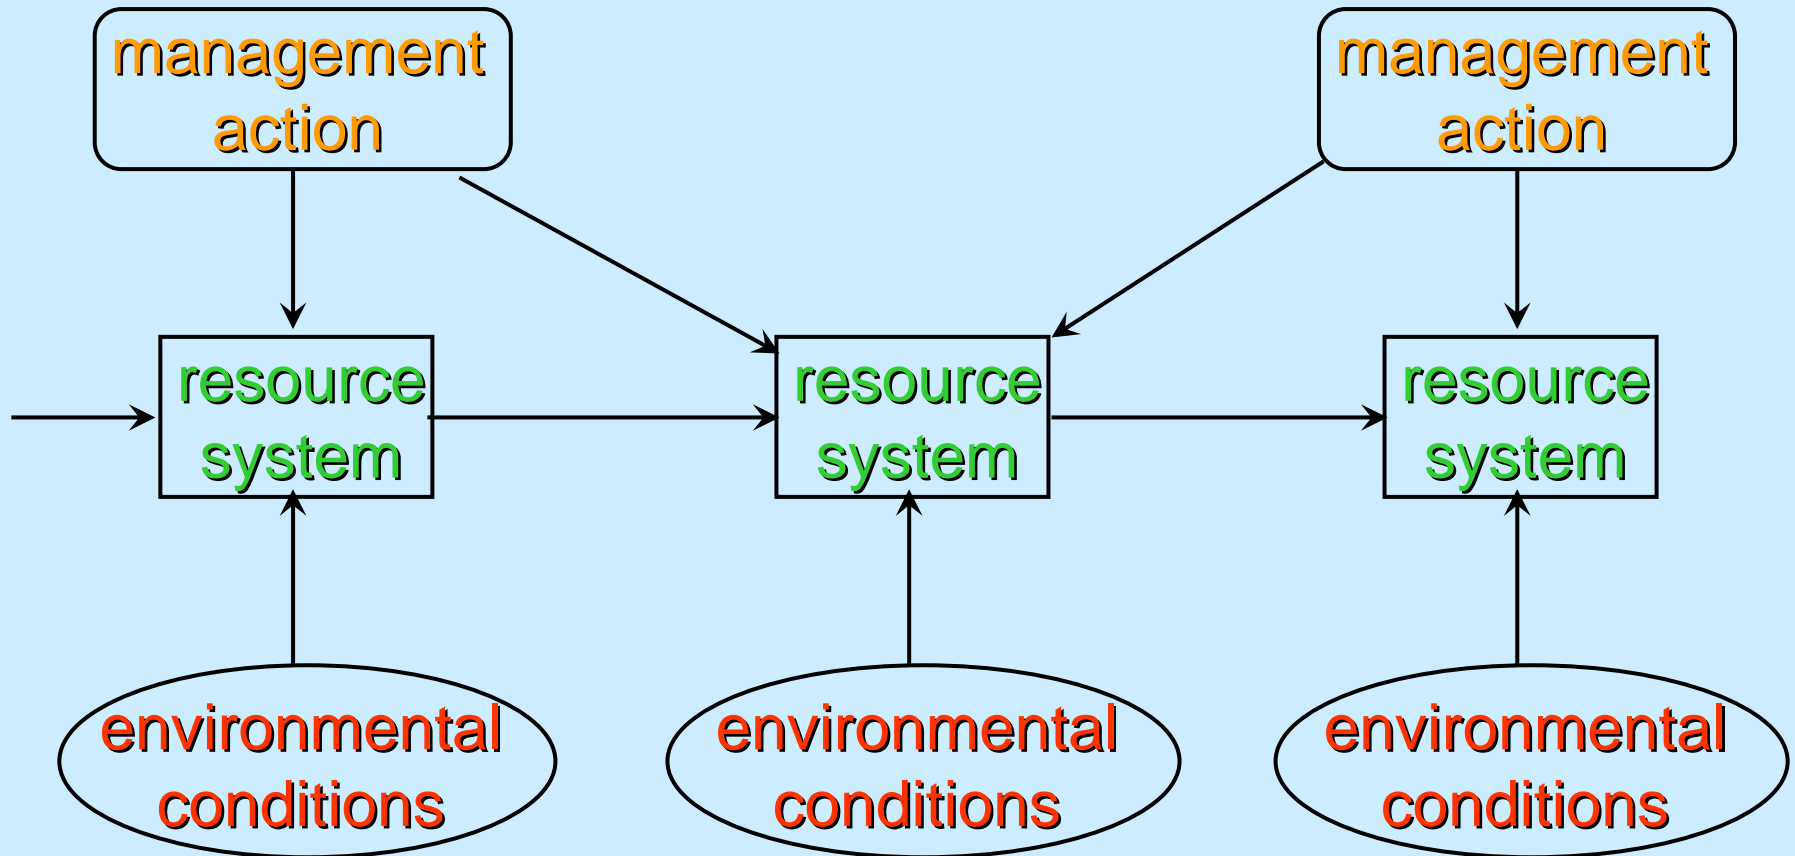 management
action
management
action
resource
system
resource
system
resource
system
environmental
conditions
environmental
conditions
environmental
conditions